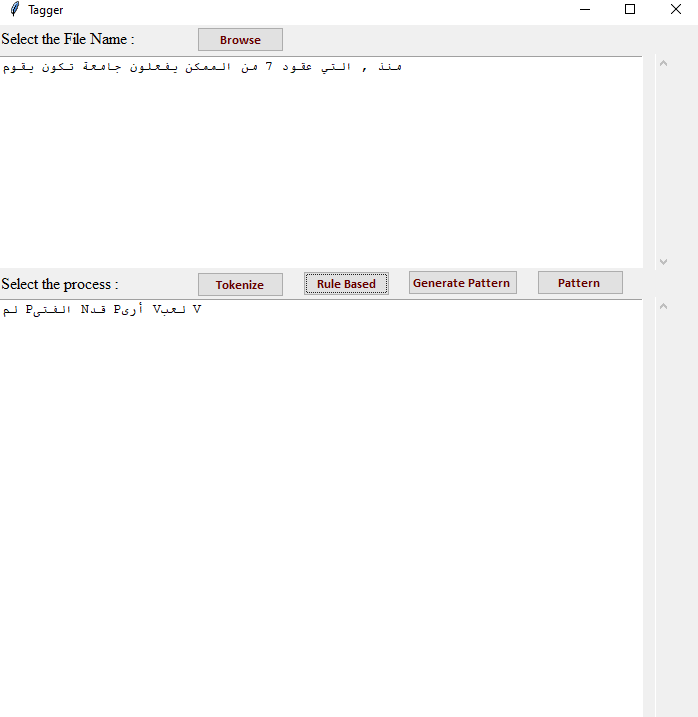 Tagger
Select the File Name :
Browse
منذ , التي عقود 7 من الممكن يفعلون جامعة تكون يقوم
Select the process :
Tokenize
Rule Based
Generate Pattern
Pattern
لم Pالفتى Nقد Pأرى Vلعب V